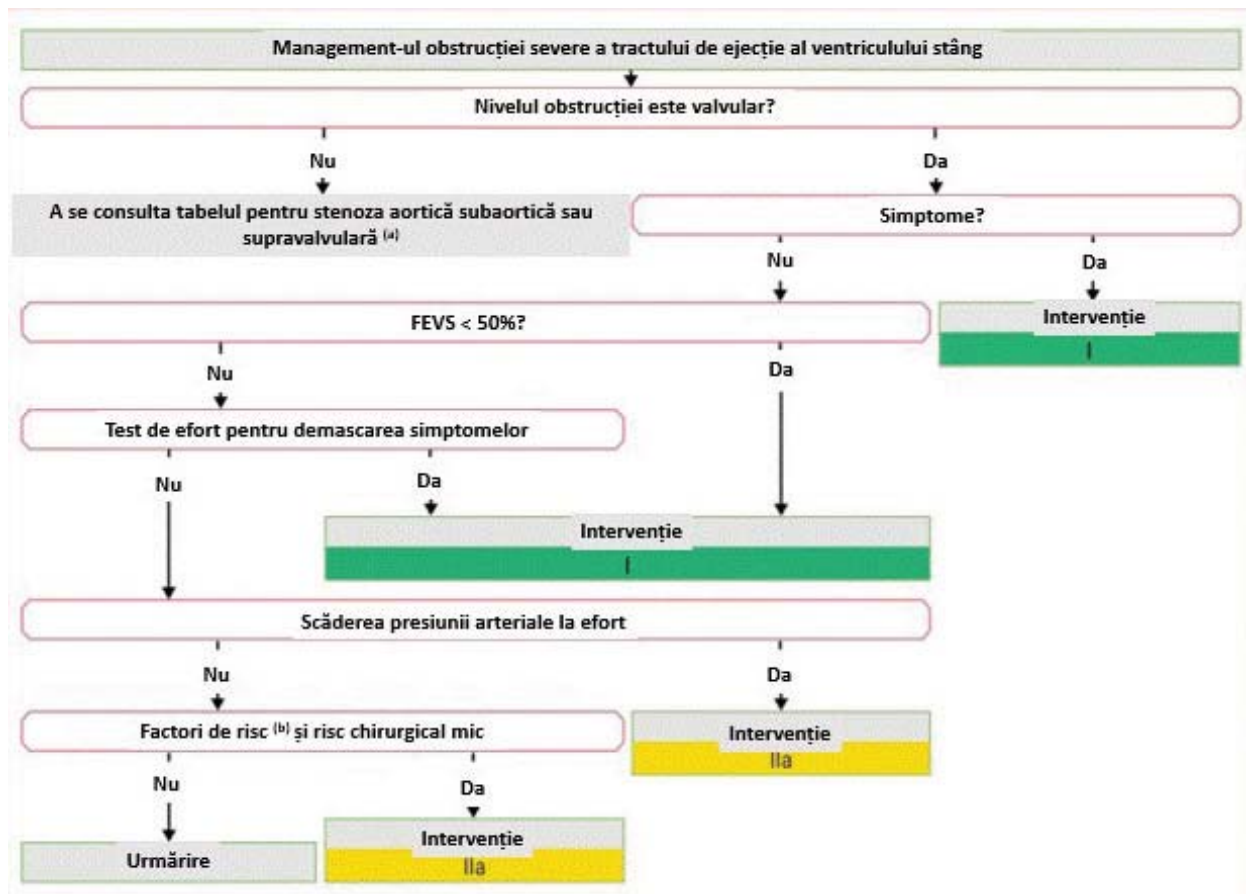 Management-ul obstrucției severe a tractului de ejecție al ventriculului stâng
Nivelul obstrucției este valvular?
Nu
Da
A se consulta tabelul pentru stenoza aortică subaortică sau
supravalvulară (a)
Simptome?
Nu
Da
FEVS < 50%?
Intervenție
I
Nu
Da
Test de efort pentru demascarea simptomelor
Nu
Da
Intervenție
I
Scăderea presiunii arteriale la efort
Nu
Da
Factori de risc (b) și risc chirurgical mic
Intervenție
IIa
Nu
Da
Urmărire
Intervenție
IIa